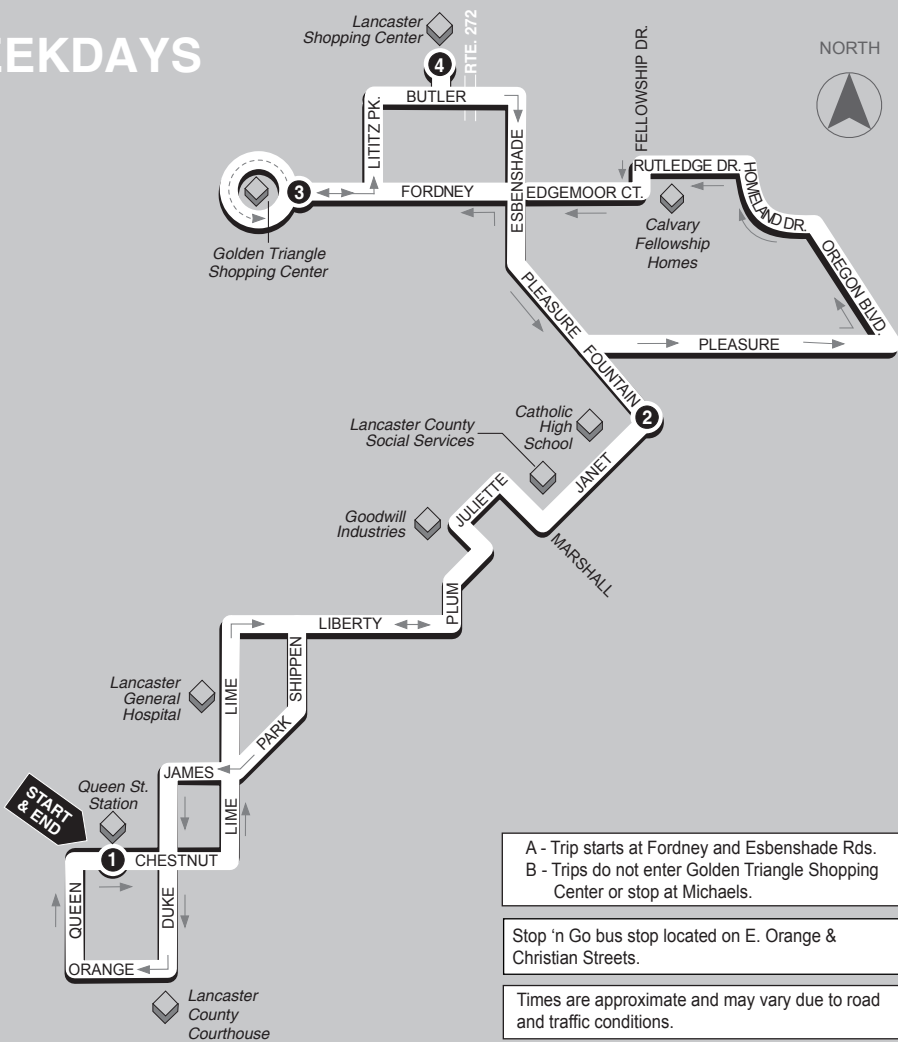 EEKDAYS
Lancaster
Shopping Center
RTE. 272
FELLOWSHIP DR.
NORTH
4
BUTLER
LITITZ PK.
ESBENSHADE
RUTLEDGE DR.
HOMELAND DR.
3
FORDNEY
EDGEMOOR CT.
Golden Triangle
Shopping Center
Calvary
Fellowship
Homes
OREGON BLVD.
PLEASURE
PLEASURE
FOUNTAIN
2
Catholic
High
School
Lancaster County
Social Services
JANET
JULIETTE
MARSHALL
Goodwill
Industries
PLUM
LIBERTY
SHIPPEN
LIME
Lancaster
General
Hospital
PARK
JAMES
LIME
Queen St.
Station
START
& END
1
CHESTNUT
QUEEN
DUKE
ORANGE
Lancaster
County
Courthouse
A - Trip starts at Fordney and Esbenshade Rds.
B - Trips do not enter Golden Triangle Shopping
Center or stop at Michaels.
Stop ‘n Go bus stop located on E. Orange &
Christian Streets.
Times are approximate and may vary due to road
and traffic conditions.